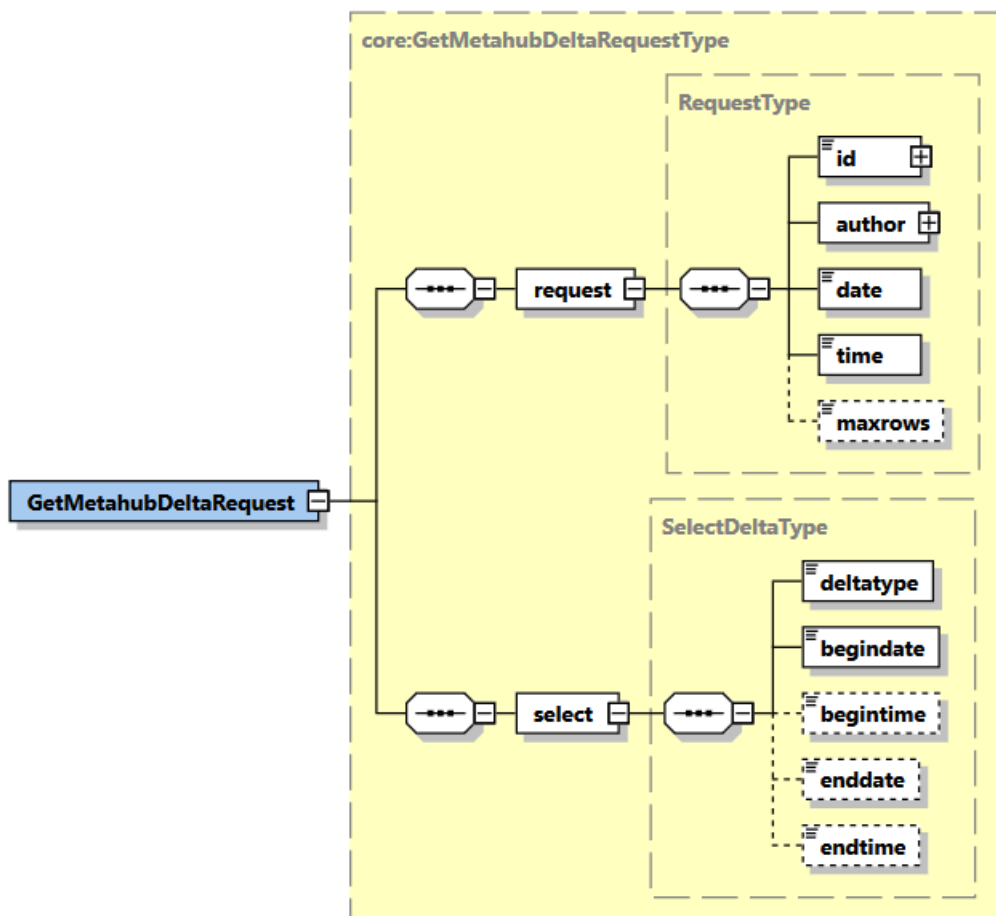 core:GetMetahubDeltaRequestType
RequestType
id
author
date
time
maxrows
request
GetMetahubDeltaRequest
SelectDeltaType
deltatype
begindate
begintime
enddate
endtime
select